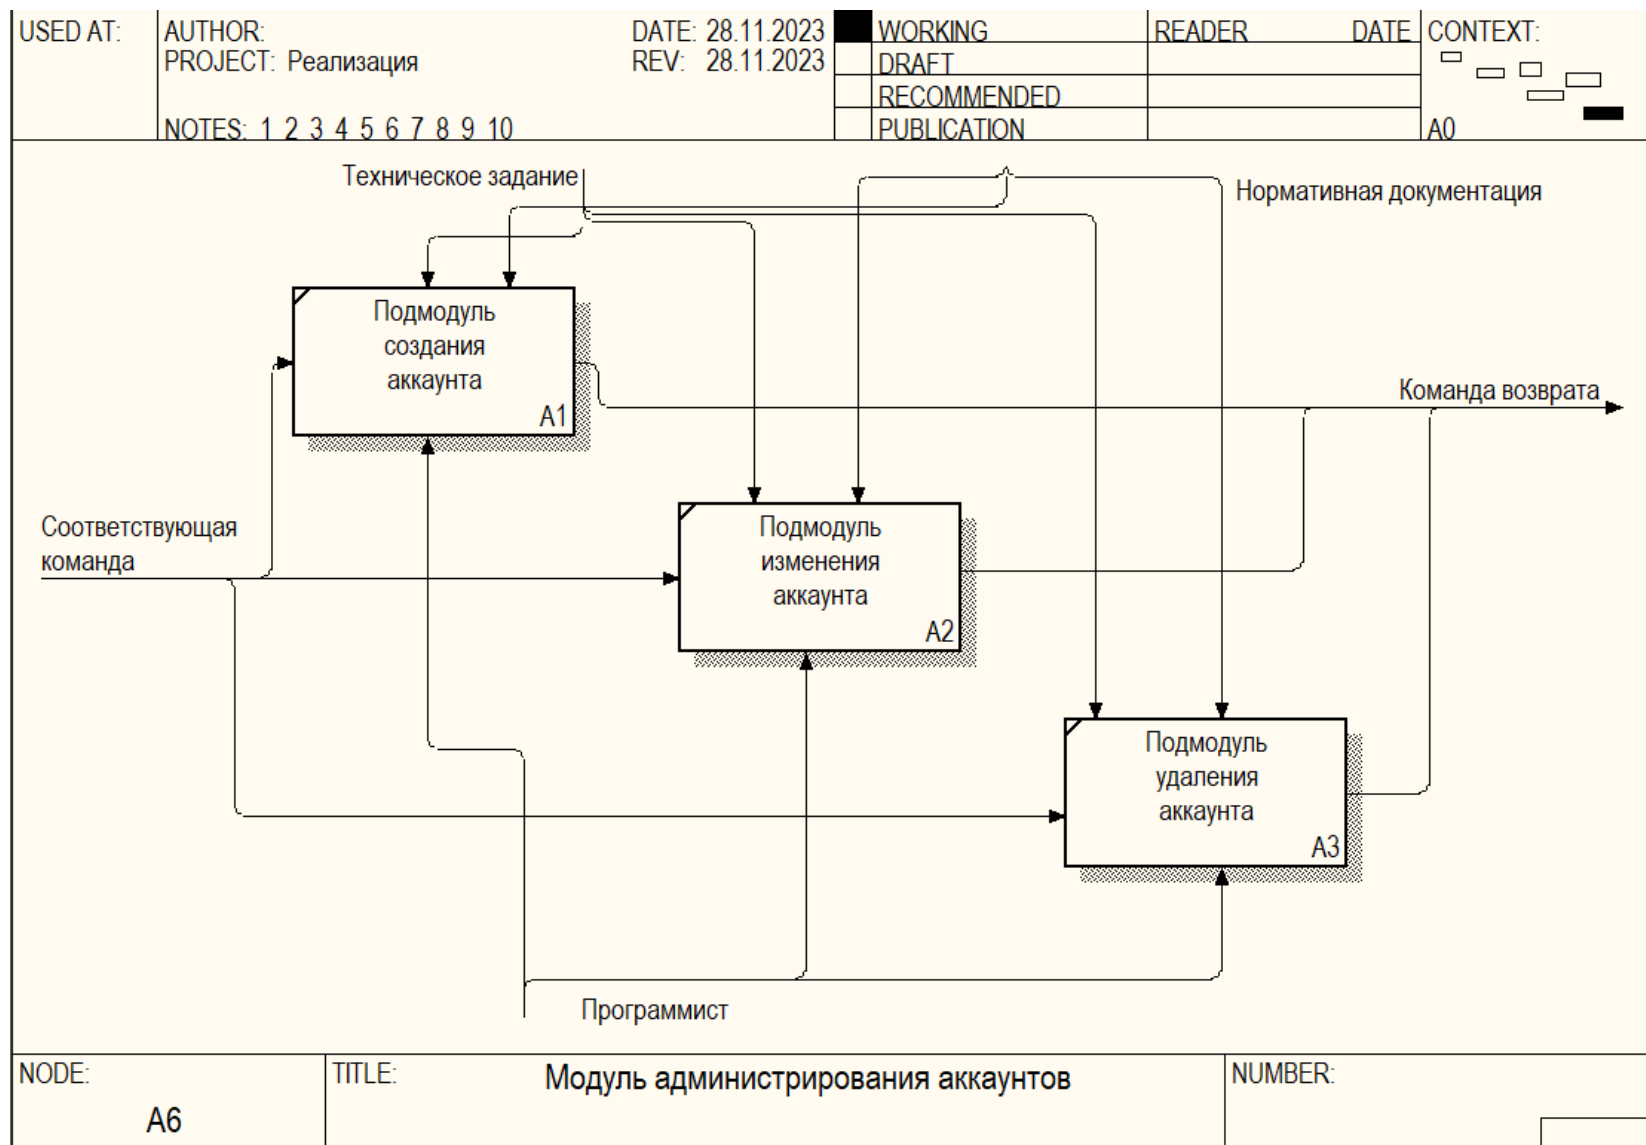 USED AT:
AUTHOR:
DATE: 28.11.2023
PROJECT: Реализация
REV: 28.11.2023
NOTES: 1 2 3 4 5 6 7 8 9 10
WORKING
DRAFT
RECOMMENDED
PUBLICATION
READER DATE
CONTEXT:
A0
Техническое задание
Нормативная документация
Подмодуль
создания
аккаунта
A1
Команда возврата
Соответствующая
команда
Подмодуль
изменения
аккаунта
A2
Подмодуль
удаления
аккаунта
A3
Программист
NODE:
A6
TITLE:
Модуль администрирования аккаунтов
NUMBER: